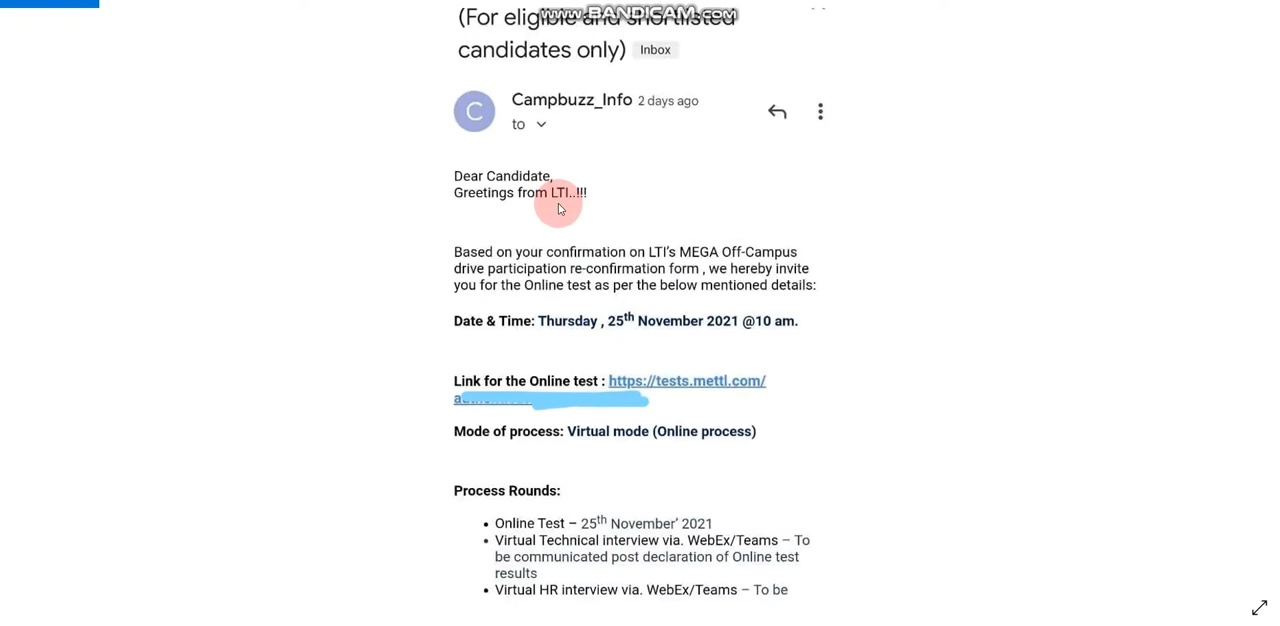 www.BANDICAM.com
(For eligible and shortlisted
candidates only) Inbox
C
Campbuzz_Info 2 days ago
to
Dear Candidate,
Greetings from LTI..!!!
Based on your confirmation on LTI's MEGA Off-Campus
drive participation re-confirmation form , we hereby invite
you for the Online test as per the below mentioned details:
Date & Time: Thursday , 25th November 2021 @10 am.
Link for the Online test : https://tests.mettl.com/
Mode of process: Virtual mode (Online process)
Process Rounds:
• Online Test – 25th November' 2021
• Virtual Technical interview via. WebEx/Teams – To
be communicated post declaration of Online test
results
• Virtual HR interview via. WebEx/Teams – To be